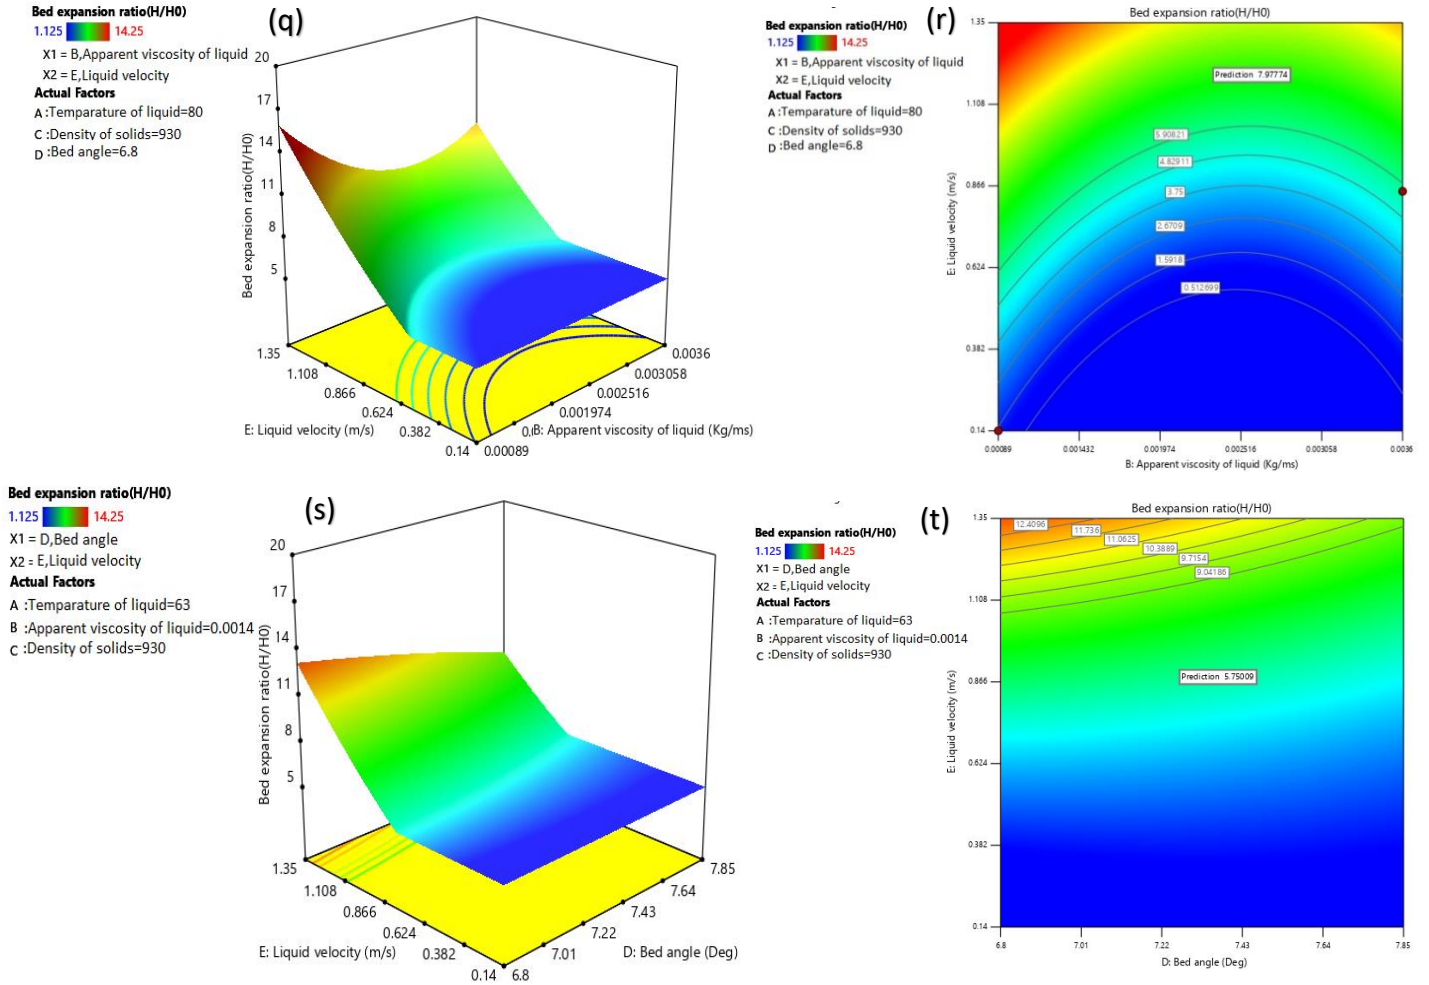 Bed expansion ratio(H/H0)
1.125 14.25
X1 = B,Apparent viscosity of liquid
X2 = E,Liquid velocity
Actual Factors
A :Temparature of liquid=80
C :Density of solids=930
D :Bed angle=6.8
(q)
20
17
14
11
8
5
Bed expansion ratio(H/H0)
1.35
1.108
0.866
0.624
0.382
0.14
E: Liquid velocity (m/s)
0.00089
0.001974
0.002516
0.003058
0.0036
B: Apparent viscosity of liquid (Kg/ms)
Bed expansion ratio(H/H0)
1.125 14.25
X1 = B,Apparent viscosity of liquid
X2 = E,Liquid velocity
Actual Factors
A :Temparature of liquid=80
C :Density of solids=930
D :Bed angle=6.8
(r)
Bed expansion ratio(H/H0)
1.35
1.108
0.866
0.624
0.382
0.14
E: Liquid velocity (m/s)
Prediction 7.97774
5.90821
4.82911
3.75
2.6709
1.5918
0.512699
0.00089
0.001432
0.001974
0.002516
0.003058
0.0036
B: Apparent viscosity of liquid (Kg/ms)
Bed expansion ratio(H/H0)
1.125 14.25
X1 = D,Bed angle
X2 = E,Liquid velocity
Actual Factors
A :Temparature of liquid=63
B :Apparent viscosity of liquid=0.0014
C :Density of solids=930
(s)
20
17
14
11
8
5
Bed expansion ratio(H/H0)
1.35
1.108
0.866
0.624
0.382
0.14
E: Liquid velocity (m/s)
6.8
7.01
7.22
7.43
7.64
7.85
D: Bed angle (Deg)
Bed expansion ratio(H/H0)
1.125 14.25
X1 = D,Bed angle
X2 = E,Liquid velocity
Actual Factors
A :Temparature of liquid=63
B :Apparent viscosity of liquid=0.0014
C :Density of solids=930
(t)
Bed expansion ratio(H/H0)
1.35
1.108
0.866
0.624
0.382
0.14
E: Liquid velocity (m/s)
12.4096
11.736
11.0625
10.3889
9.7154
9.04186
Prediction 5.75009
6.8
7.01
7.22
7.43
7.64
7.85
D: Bed angle (Deg)